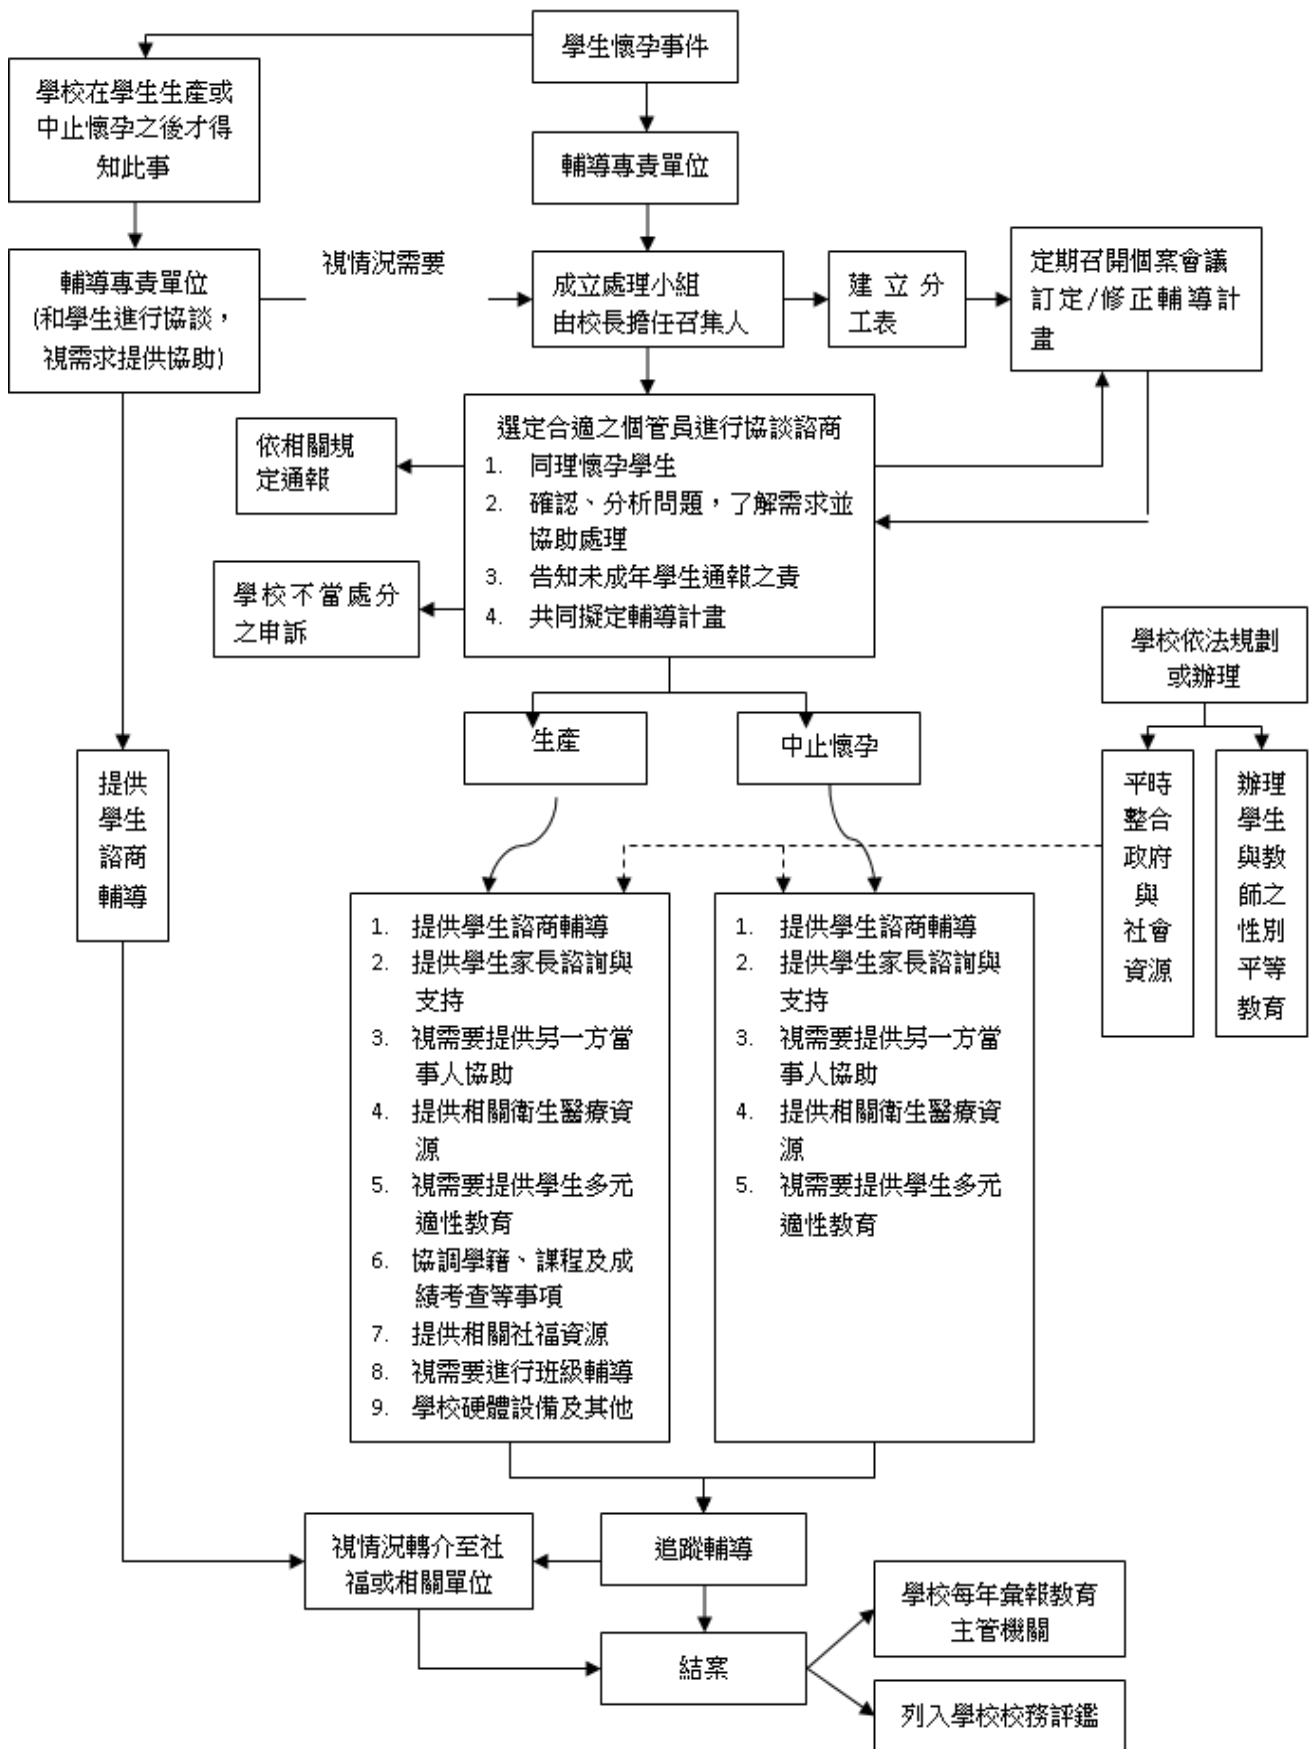 學生懷孕事件
學校在學生生產或
中止懷孕之後才得
知此事
輔導專責單位
輔導專責單位
(和學生進行協談，
視需求提供協助)
視情況需要
成立處理小組
由校長擔任召集人
建立分
工表
定期召開個案會議
訂定/修正輔導計
畫
選定合適之個管員進行協談諮商
1. 同理懷孕學生
2. 確認、分析問題，了解需求並
協助處理
3. 告知未成年學生通報之責
4. 共同擬定輔導計畫
依相關規
定通報
學校不當處分
之申訴
學校依法規劃
或辦理
生產
中止懷孕
提供
學生
諮商
輔導
平時
整合
政府
與
社會
資源
辦理
學生
與教
師之
性別
平等
教育
1. 提供學生諮商輔導
2. 提供學生家長諮詢與
支持
3. 視需要提供另一方當
事人協助
4. 提供相關衛生醫療資
源
5. 視需要提供學生多元
適性教育
6. 協調學籍、課程及成
績考查等事項
7. 提供相關社福資源
8. 視需要進行班級輔導
9. 學校硬體設備及其他
1. 提供學生諮商輔導
2. 提供學生家長諮詢與
支持
3. 視需要提供另一方當
事人協助
4. 提供相關衛生醫療資
源
5. 視需要提供學生多元
適性教育
視情況轉介至社
福或相關單位
追蹤輔導
結案
學校每年彙報教育
主管機關
列入學校校務評鑑